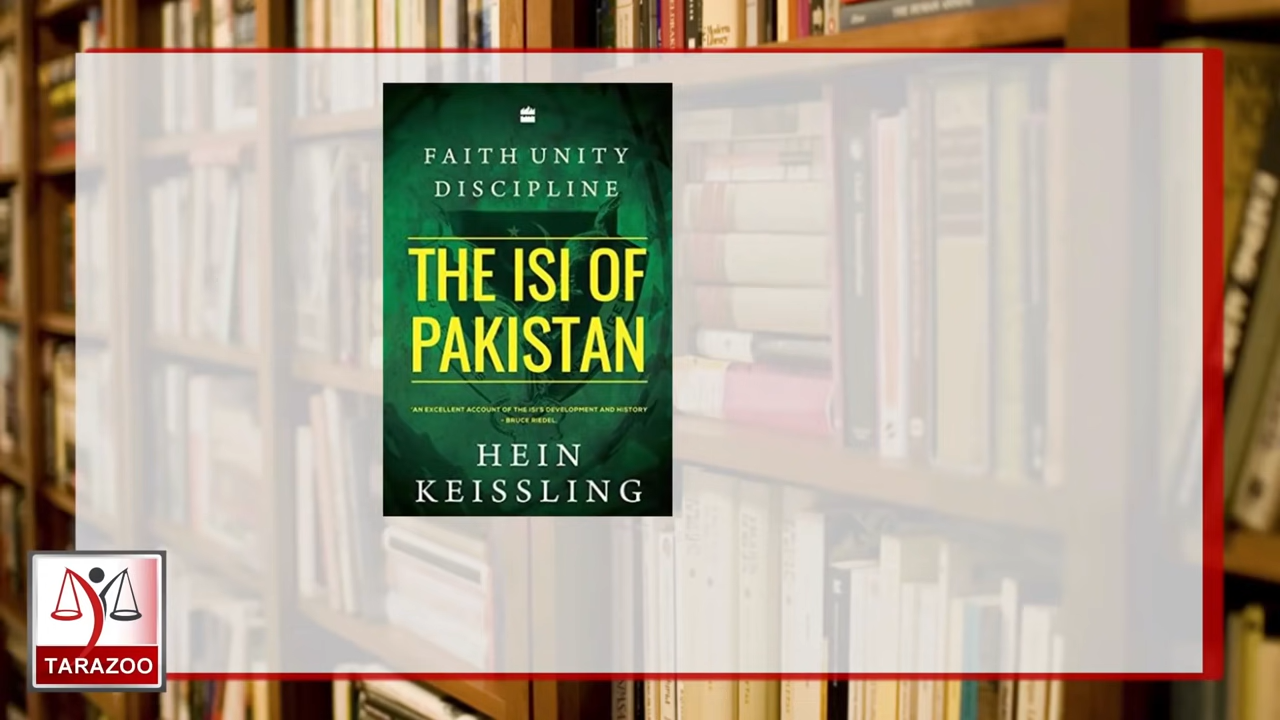 FAITH UNITY
DISCIPLINE
THE ISI OF
PAKISTAN
'AN EXCELLENT ACCOUNT OF THE ISI'S DEVELOPMENT AND HISTORY
- BRUCE RIEDEL.
HEIN
KEISSLING
TARAZOO